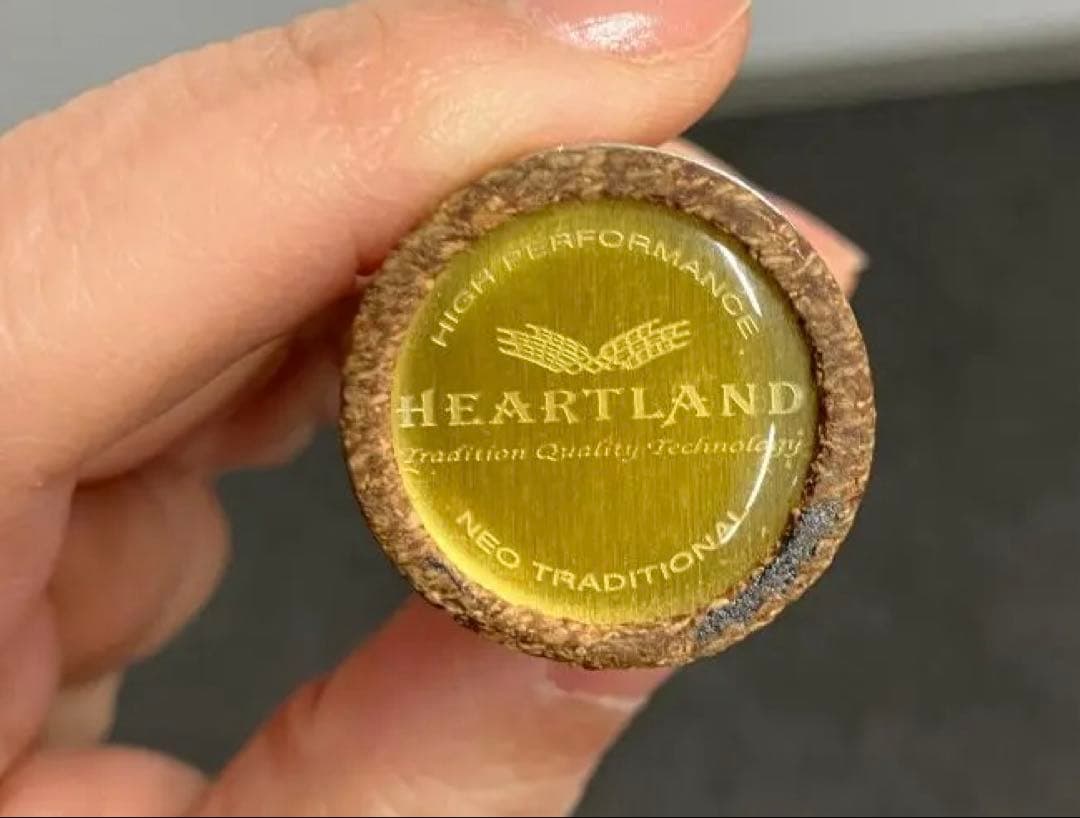 HIGH PERFORMANCE
HEARTLAND
Tradition Quality Technology
NEO TRADITIONAL